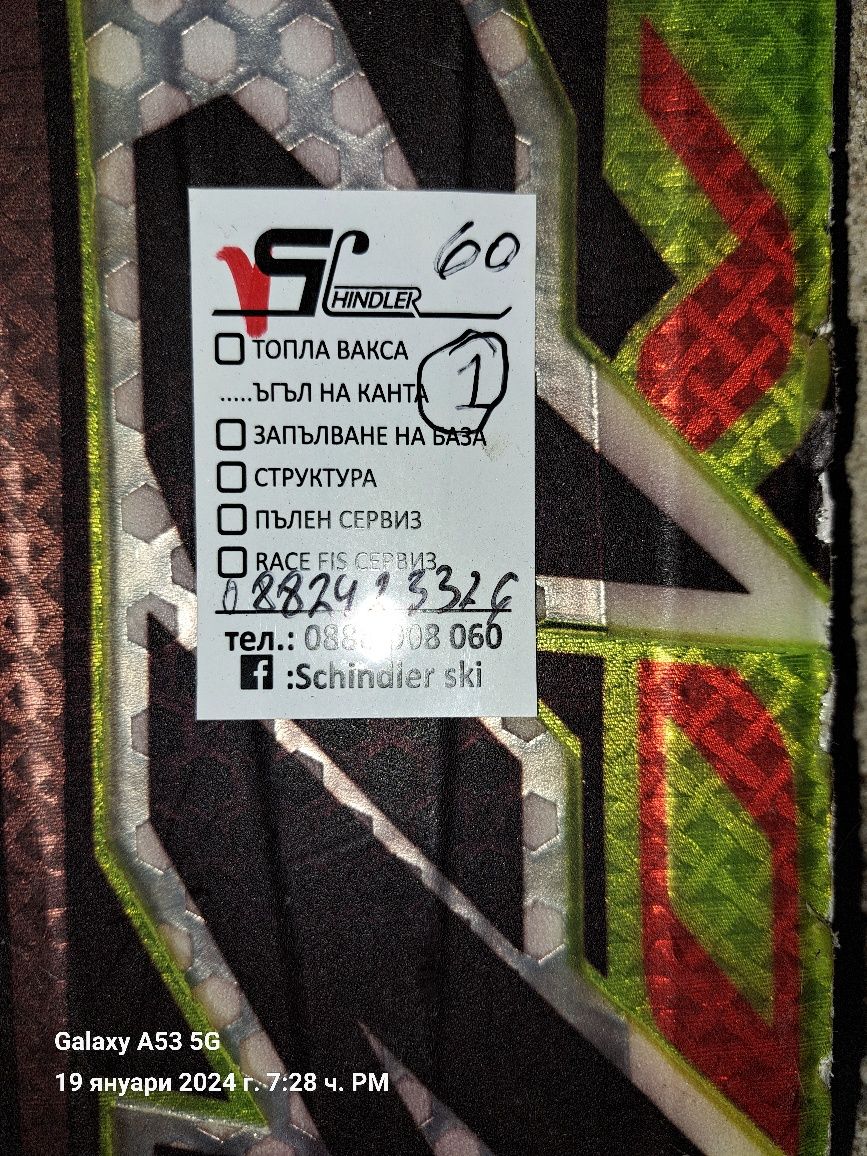 60
SCHINDLER
ТОПЛА ВАКСА
1
.....ЪГЪЛ НА КАНТА
ЗАПЪЛВАНЕ НА БАЗА
СТРУКТУРА
ПЪЛЕН СЕРВИЗ
RACE FIS СЕРВИЗ
тел.: 060
:Schindler ski
Galaxy A53 5G
19 януари 2024 г. 7:28 ч. PM